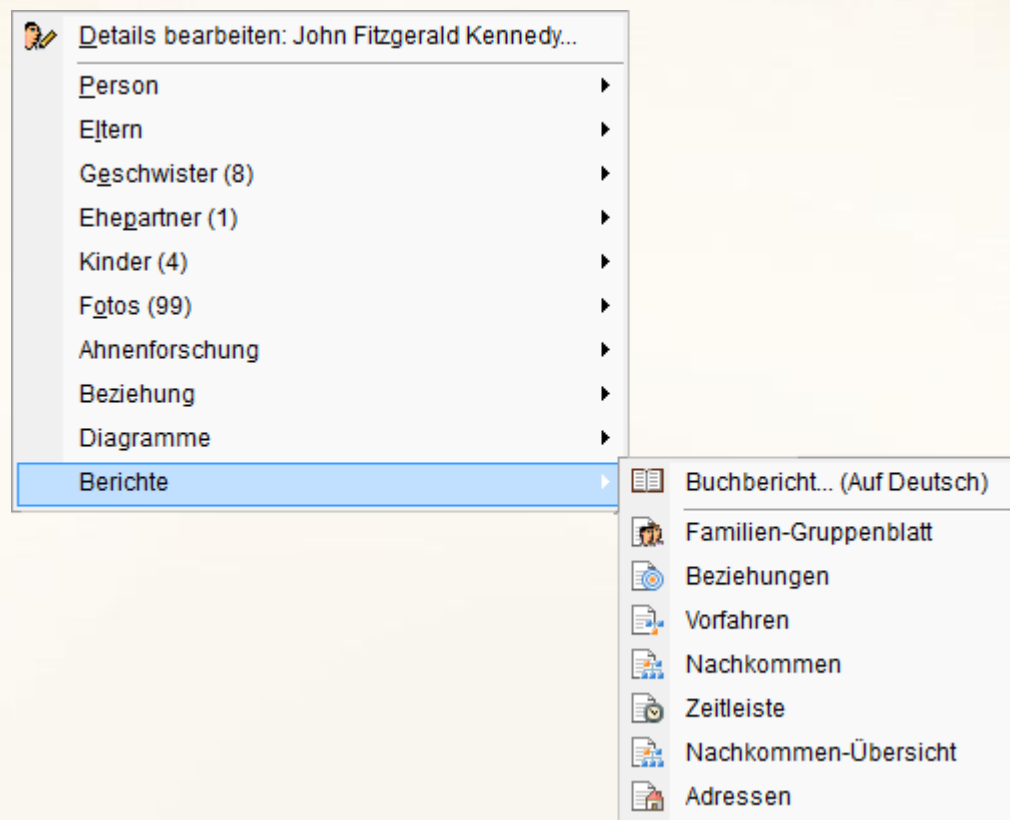 Details bearbeiten: John Fitzgerald Kennedy...
Person
Eltern
Geschwister (8)
Ehepartner (1)
Kinder (4)
Fotos (99)
Ahnenforschung
Beziehung
Diagramme
Berichte
Buchbericht... (Auf Deutsch)
Familien-Gruppenblatt
Beziehungen
Vorfahren
Nachkommen
Zeitleiste
Nachkommen-Übersicht
Adressen